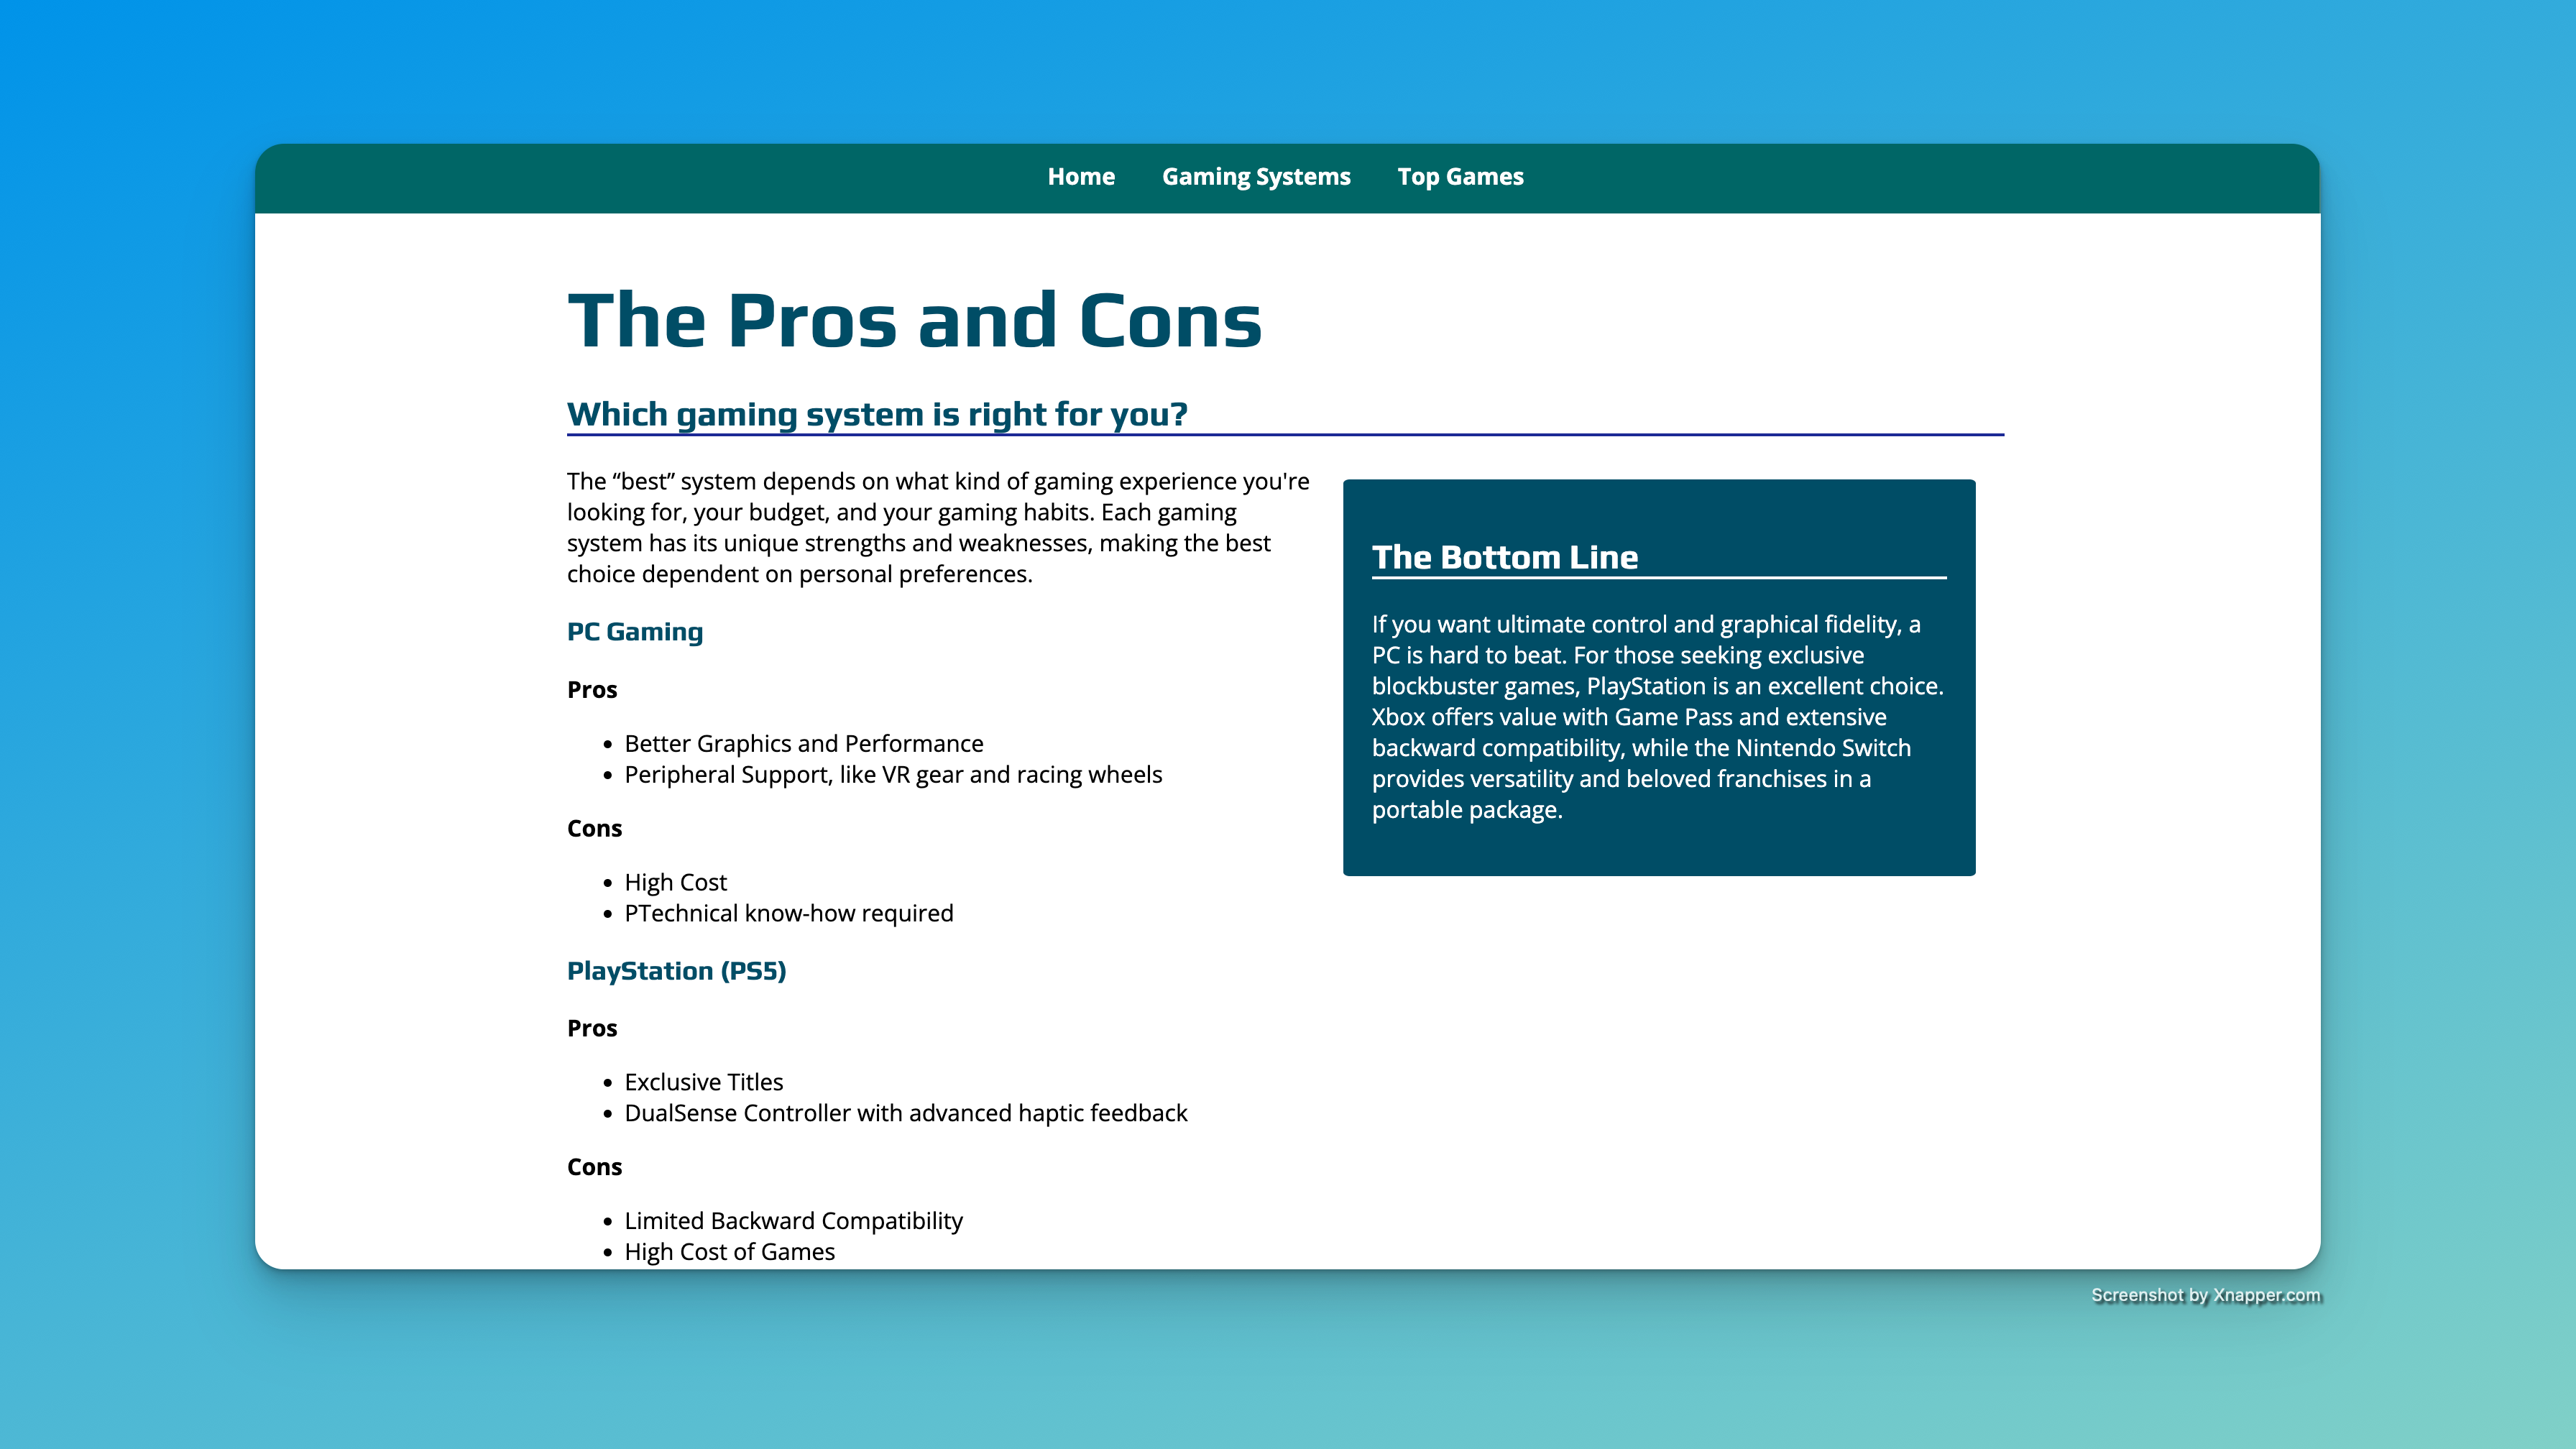 Home Gaming Systems Top Games
The Pros and Cons
Which gaming system is right for you?
The “best” system depends on what kind of gaming experience you're
looking for, your budget, and your gaming habits. Each gaming
system has its unique strengths and weaknesses, making the best
choice dependent on personal preferences.
PC Gaming
Pros
• Better Graphics and Performance
• Peripheral Support, like VR gear and racing wheels
Cons
• High Cost
• PTechnical know-how required
PlayStation (PS5)
Pros
• Exclusive Titles
• DualSense Controller with advanced haptic feedback
Cons
• Limited Backward Compatibility
• High Cost of Games
The Bottom Line
If you want ultimate control and graphical fidelity, a
PC is hard to beat. For those seeking exclusive
blockbuster games, PlayStation is an excellent choice.
Xbox offers value with Game Pass and extensive
backward compatibility, while the Nintendo Switch
provides versatility and beloved franchises in a
portable package.
Screenshot by Xnapper.com